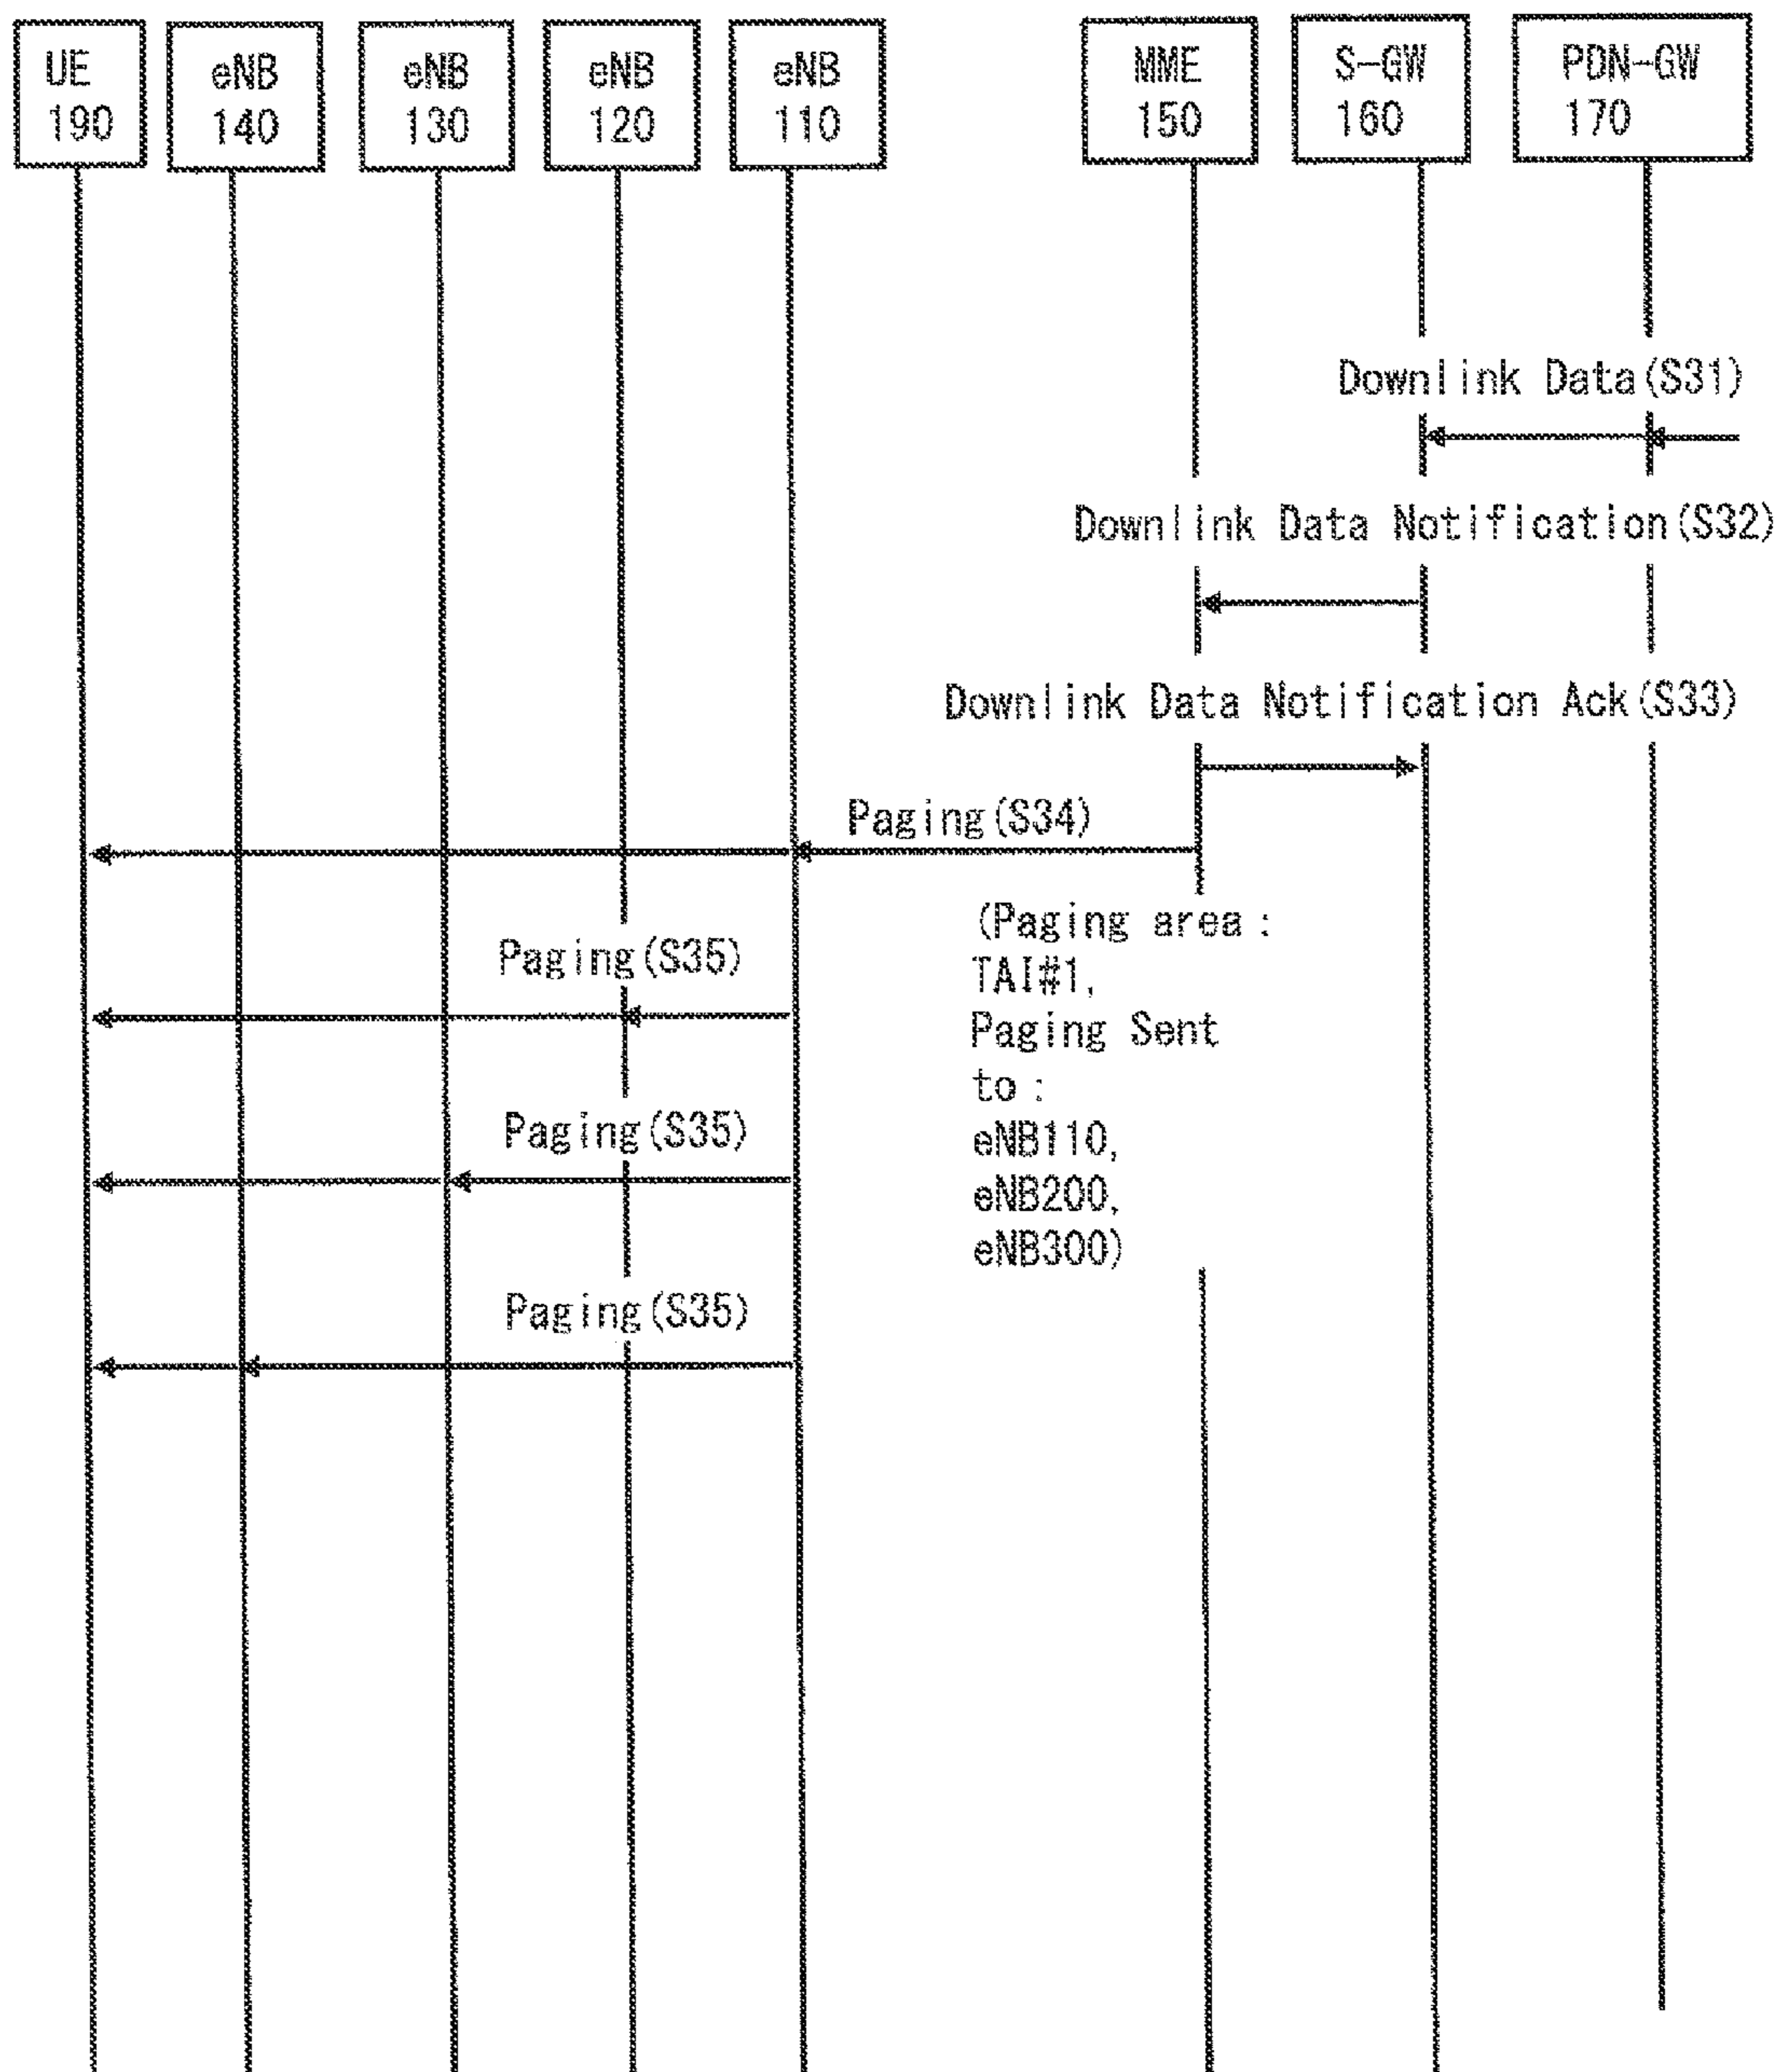 UE
190
eNB
140
eNB
130
eNB
120
eNB
110
MME
150
S-GW
160
PDN-GW
170
Downlink Data(S31)
Downlink Data Notification(S32)
Downlink Data Notification Ack(S33)
Paging(S34)
(Paging area:
TAI#1,
Paging Sent
to:
eNB110,
eNB200,
eNB300)
Paging(S35)
Paging(S35)
Paging(S35)